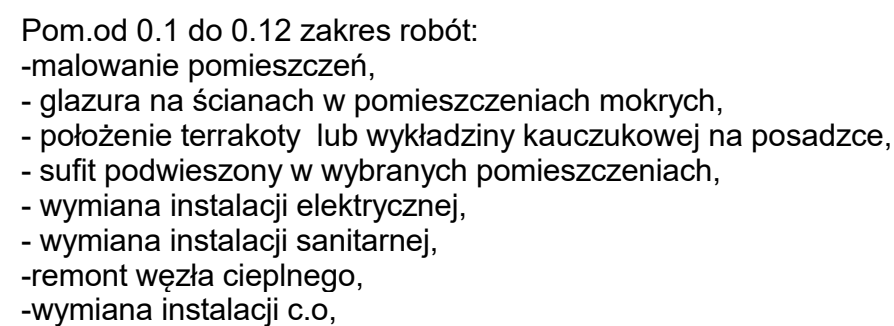 Pom.od 0.1 do 0.12 zakres robót:
-malowanie pomieszczeń,
- glazura na ścianach w pomieszczeniach mokrych,
- położenie terrakoty  lub wykładziny kauczukowej na posadzce,
- sufit podwieszony w wybranych pomieszczeniach,
- wymiana instalacji elektrycznej,
- wymiana instalacji sanitarnej,
-remont węzła cieplnego,
-wymiana instalacji c.o,